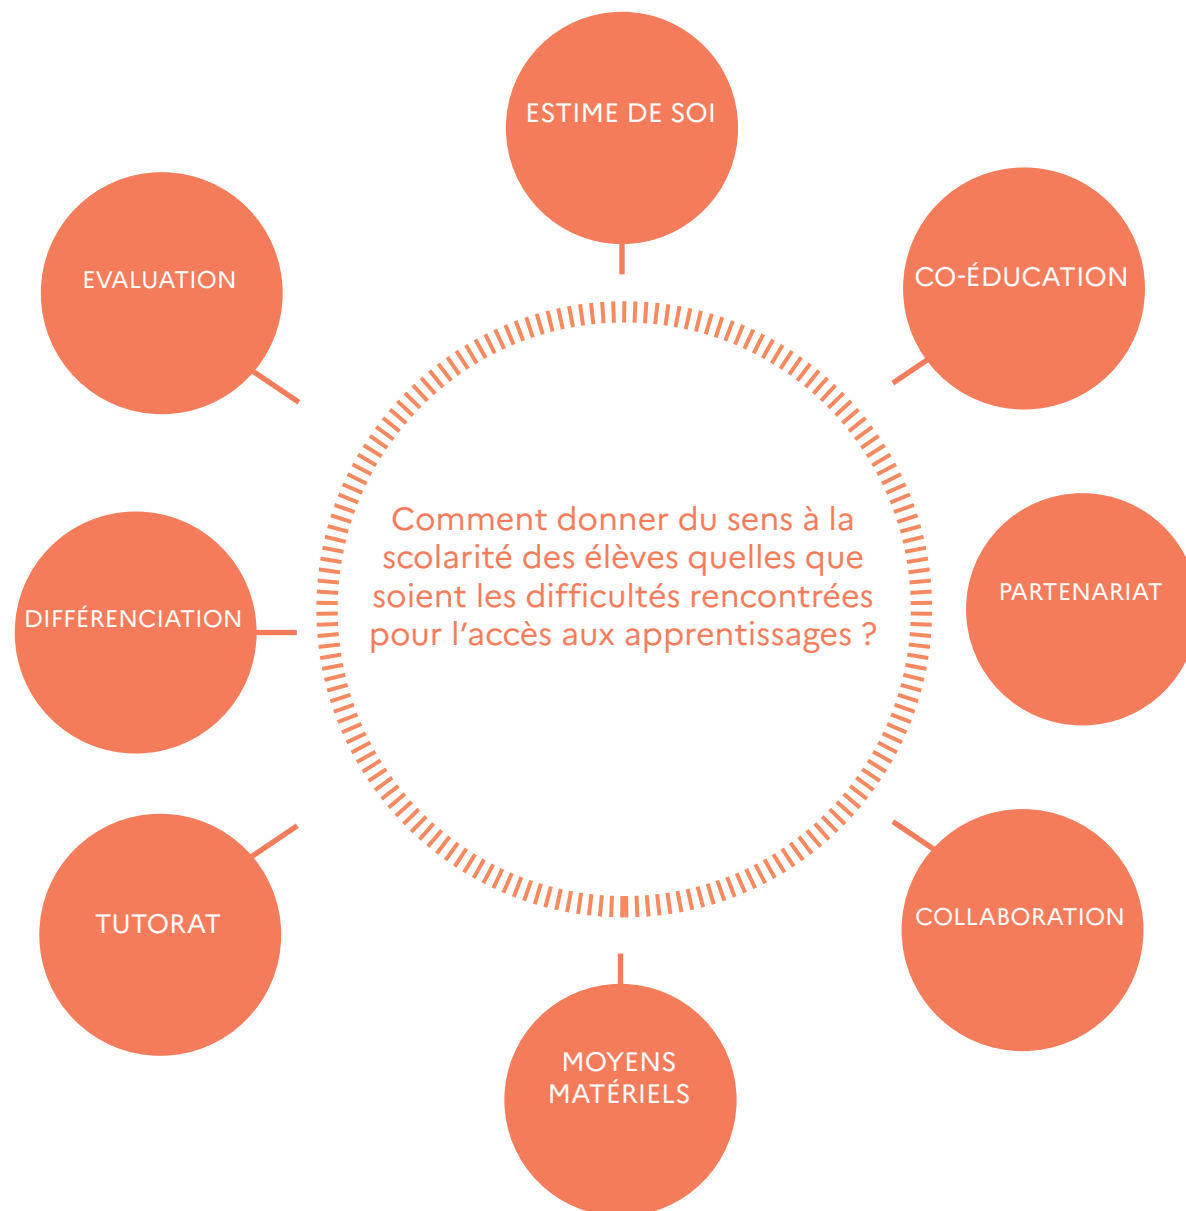 ESTIME DE SOI
EVALUATION
CO-ÉDUCATION
Comment donner du sens à la
scolarité des élèves quelles que
soient les difficultés rencontrées
pour l’accès aux apprentissages ?
DIFFÉRENCIATION
PARTENARIAT
TUTORAT
COLLABORATION
MOYENS
MATÉRIELS